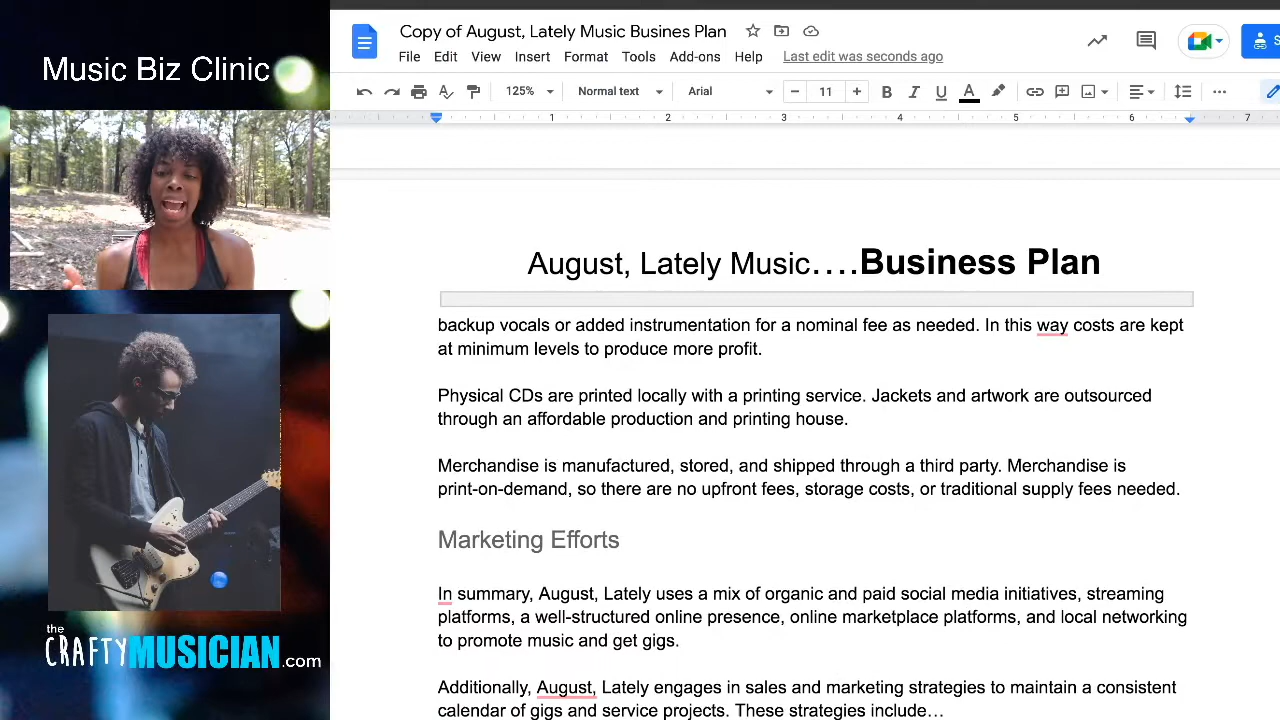 Music Biz Clinic
the
CRAFTYMUSICIAN.com
Copy of August, Lately Music Busines Plan
File Edit View Insert Format Tools Add-ons Help Last edit was seconds ago
125% Normal text Arial 11 B I U A
1 2 3 4 5 6 7
August, Lately Music....Business Plan
backup vocals or added instrumentation for a nominal fee as needed. In this way costs are kept
at minimum levels to produce more profit.
Physical CDs are printed locally with a printing service. Jackets and artwork are outsourced
through an affordable production and printing house.
Merchandise is manufactured, stored, and shipped through a third party. Merchandise is
print-on-demand, so there are no upfront fees, storage costs, or traditional supply fees needed.
Marketing Efforts
In summary, August, Lately uses a mix of organic and paid social media initiatives, streaming
platforms, a well-structured online presence, online marketplace platforms, and local networking
to promote music and get gigs.
Additionally, August, Lately engages in sales and marketing strategies to maintain a consistent
calendar of gigs and service projects. These strategies include…